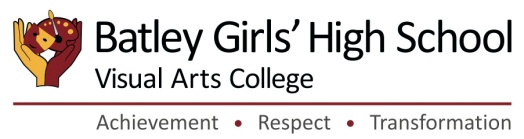 Batley Girls' High School
Visual Arts College
Achievement • Respect • Transformation